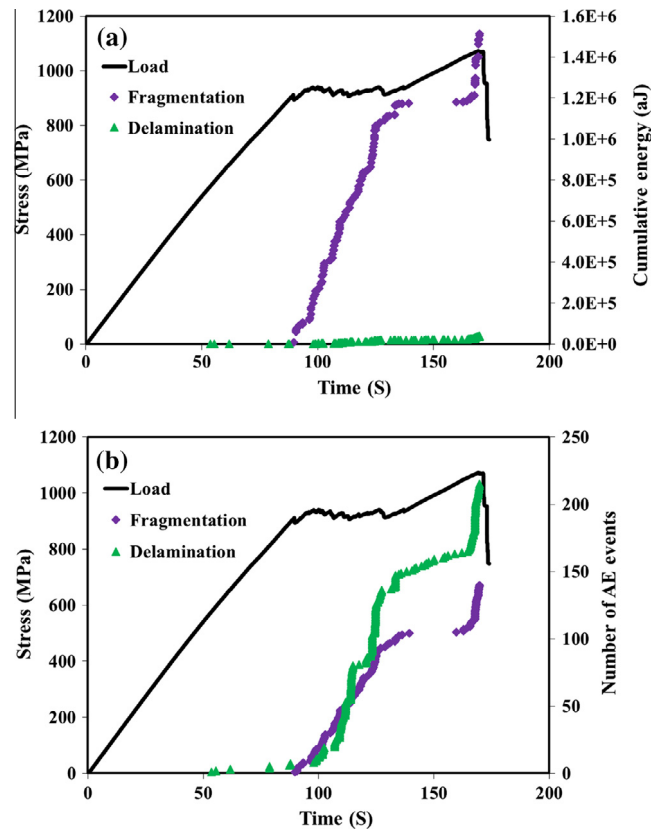 (a)
Load
Fragmentation
Delamination
Stress (MPa)
1200
1000
800
600
400
200
0
Cumulative energy (aJ)
1.6E+6
1.4E+6
1.2E+6
1.0E+6
8.0E+5
6.0E+5
4.0E+5
2.0E+5
0.0E+0
0 50 100 150 200
Time (S)
(b)
Load
Fragmentation
Delamination
Stress (MPa)
1200
1000
800
600
400
200
0
Number of AE events
250
200
150
100
50
0
0 50 100 150 200
Time (S)